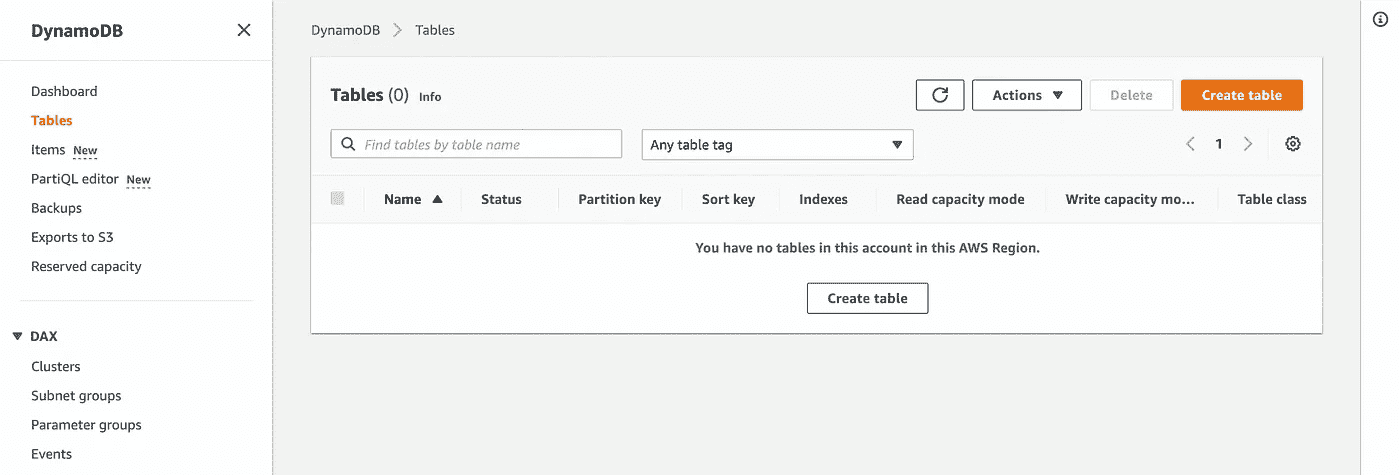 DynamoDB
Dashboard
Tables
Items New
PartiQL editor New
Backups
Exports to S3
Reserved capacity
DAX
Clusters
Subnet groups
Parameter groups
Events
DynamoDB Tables
Tables (0) Info
Actions Delete Create table
Find tables by table name Any table tag 1
Name Status Partition key Sort key Indexes Read capacity mode Write capacity mo... Table class
You have no tables in this account in this AWS Region.
Create table